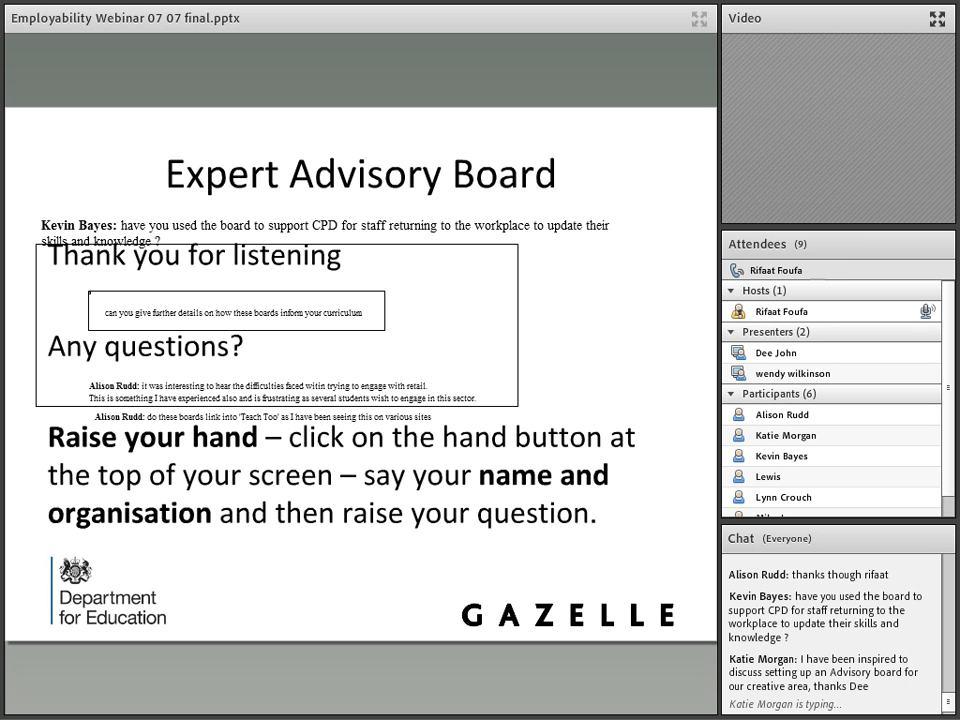 Employability Webinar 07 07 final.pptx
Expert Advisory Board
Kevin Bayes: have you used the board to support CPD for staff returning to the workplace to update their
skills and knowledge ?
Thank you for listening
can you give further details on how these boards inform your curriculum
Any questions?
Alison Rudd: it was interesting to hear the difficulties faced witin trying to engage with retail.
This is something I have experienced also and is frustrating as several students wish to engage in this sector.
Alison Rudd: do these boards link into 'Teach Too' as I have been seeing this on various sites
Raise your hand – click on the hand button at
the top of your screen – say your name and
organisation and then raise your question.
Department
for Education
GAZELLE
Video
Attendees (9)
Rifaat Foufa
Hosts (1)
Rifaat Foufa
Presenters (2)
Dee John
wendy wilkinson
Participants (6)
Alison Rudd
Katie Morgan
Kevin Bayes
Lewis
Lynn Crouch
Chat (Everyone)
Alison Rudd: thanks though rifaat
Kevin Bayes: have you used the board to
support CPD for staff returning to the
workplace to update their skills and
knowledge ?
Katie Morgan: I have been inspired to
discuss setting up an Advisory board for
our creative area, thanks Dee
Katie Morgan is typing...